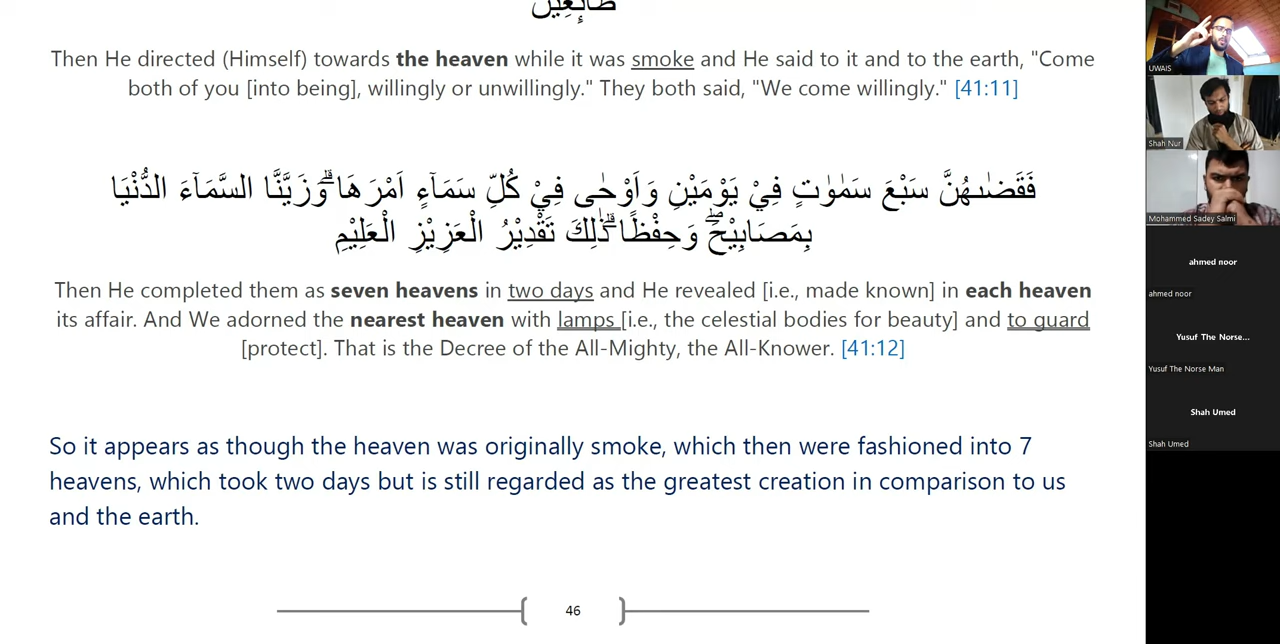 طَآئِعِيْنَ
Then He directed (Himself) towards the heaven while it was smoke and He said to it and to the earth, "Come
both of you [into being], willingly or unwillingly." They both said, "We come willingly." [41:11]
فَقَضٰىهُنَّ سَبْعَ سَمٰوٰتٍ فِيْ يَوْمَيْنِ وَاَوْحٰى فِيْ كُلِّ سَمَآءٍ اَمْرَهَا ۗوَزَيَّنَّا السَّمَآءَ الدُّنْيَا
بِمَصَابِيْحَۖ وَحِفْظًا ۗذٰلِكَ تَقْدِيْرُ الْعَزِيْزِ الْعَلِيْمِ
Then He completed them as seven heavens in two days and He revealed [i.e., made known] in each heaven
its affair. And We adorned the nearest heaven with lamps [i.e., the celestial bodies for beauty] and to guard
[protect]. That is the Decree of the All-Mighty, the All-Knower. [41:12]
So it appears as though the heaven was originally smoke, which then were fashioned into 7
heavens, which took two days but is still regarded as the greatest creation in comparison to us
and the earth.
46
UWAIS
Shah Nur
Mohammed Sadey Salmi
ahmed noor
ahmed noor
Yusuf The Norse...
Yusuf The Norse Man
Shah Umed
Shah Umed